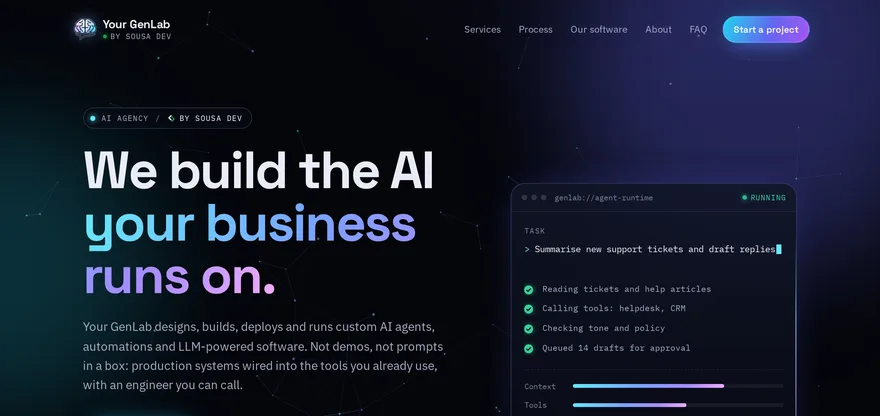 Your GenLab
BY SOUSA DEV
Services
Process
Our software
About
FAQ
Start a project
AI AGENCY / BY SOUSA DEV
We build the AI
your business
runs on.
Your GenLab designs, builds, deploys and runs custom AI agents,
automations and LLM-powered software. Not demos, not prompts
in a box: production systems wired into the tools you already use,
with an engineer you can call.
genlab://agent-runtime
RUNNING
TASK
> Summarise new support tickets and draft replies
Reading tickets and help articles
Calling tools: helpdesk, CRM
Checking tone and policy
Queued 14 drafts for approval
Context
Tools